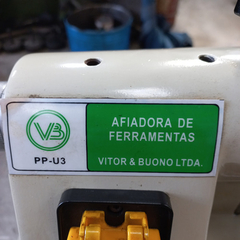 VB
PP-U3
AFIADORA DE
FERRAMENTAS
VITOR & BUONO LTDA.